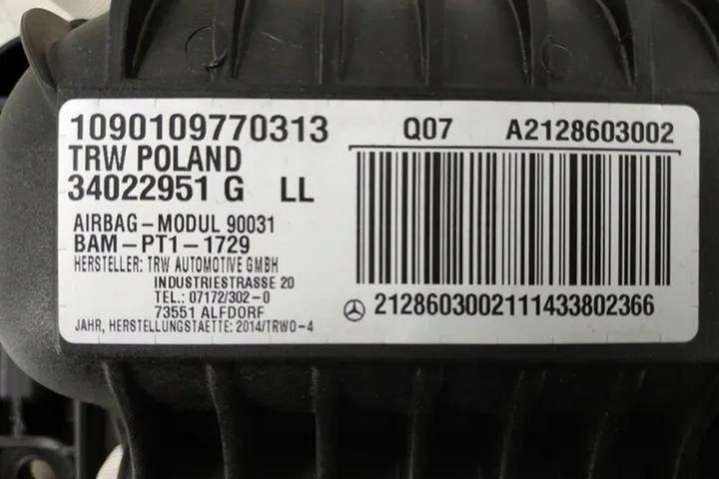 1090109770313
TRW POLAND
34022951 G LL
AIRBAG-MODUL 90031
BAM-PT1-1729
HERSTELLER: TRW AUTOMOTIVE GMBH
INDUSTRIESTRASSE 20
TEL.: 07172/302-0
73551 ALFDORF
JAHR, HERSTELLUNGSTAETTE: 2014/TRWO-4
Q07 A2128603002
2128603002111433802366